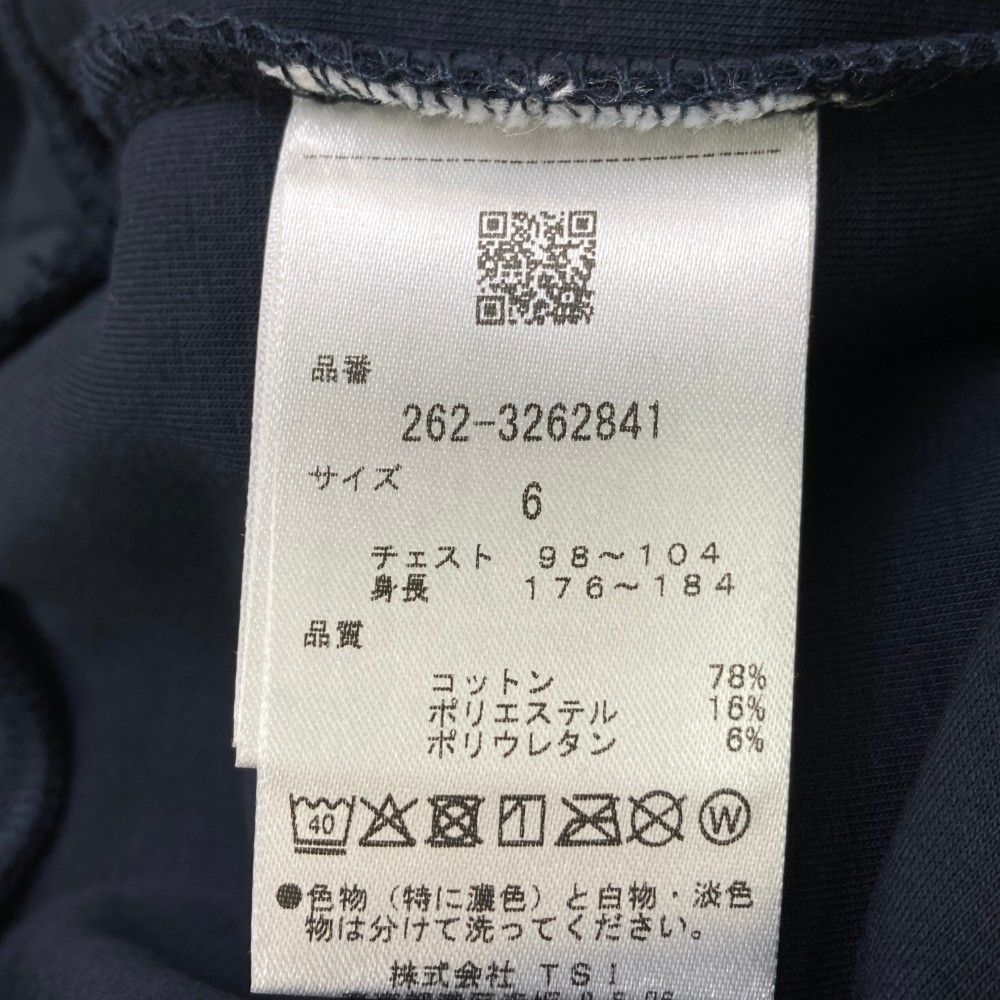 品番
262-3262841
サイズ
6
チェスト 98～104
身長 176～184
品質
コットン 78%
ポリエステル 16%
ポリウレタン 6%
40 W
●色物（特に濃色）と白物・淡色
物は分けて洗ってください。
株式会社 TSI